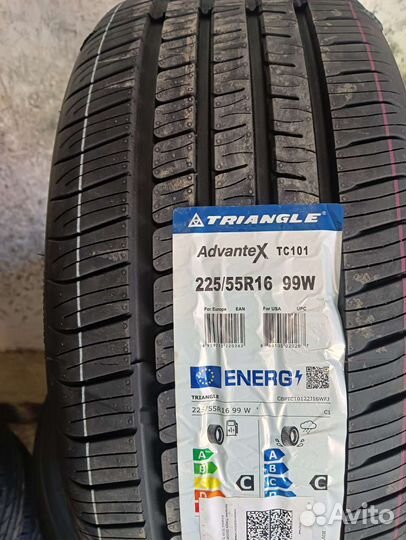 TRIANGLE
AdvanteX TC101
225/55R16 99W
For Europe EAN
For USA UPC
ENERG
TRIANGLE
225/55R16 99 W
C1
A A
B B
C C
D
C C
Avito